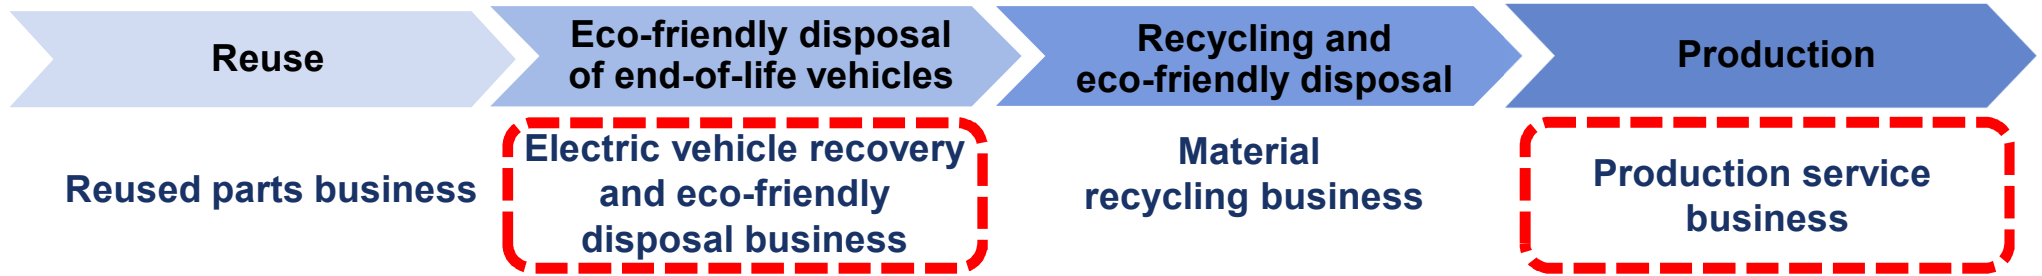 Reuse
Eco-friendly disposal
of end-of-life vehicles
Recycling and
eco-friendly disposal
Production
Reused parts business
Electric vehicle recovery
and eco-friendly
disposal business
Material
recycling business
Production service
business